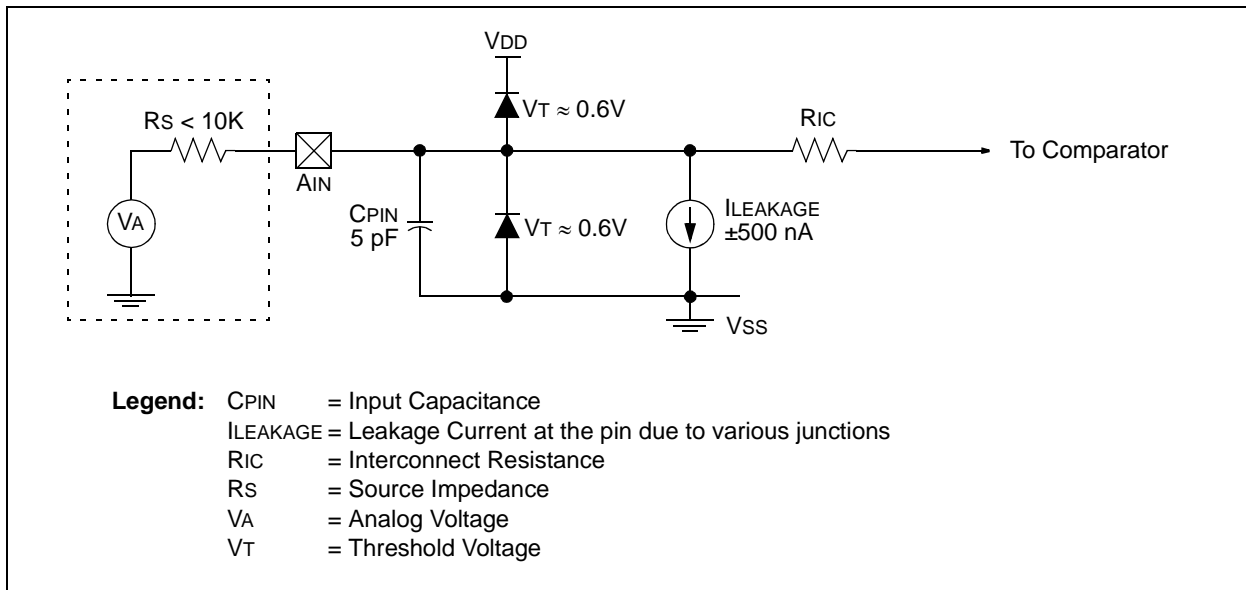 VDD
VT ≈ 0.6V
RS < 10K
RIC
To Comparator
AIN
VA
CPIN
5 pF
VT ≈ 0.6V
ILEAKAGE
±500 nA
VSS
Legend: CPIN = Input Capacitance
ILEAKAGE = Leakage Current at the pin due to various junctions
RIC = Interconnect Resistance
RS = Source Impedance
VA = Analog Voltage
VT = Threshold Voltage